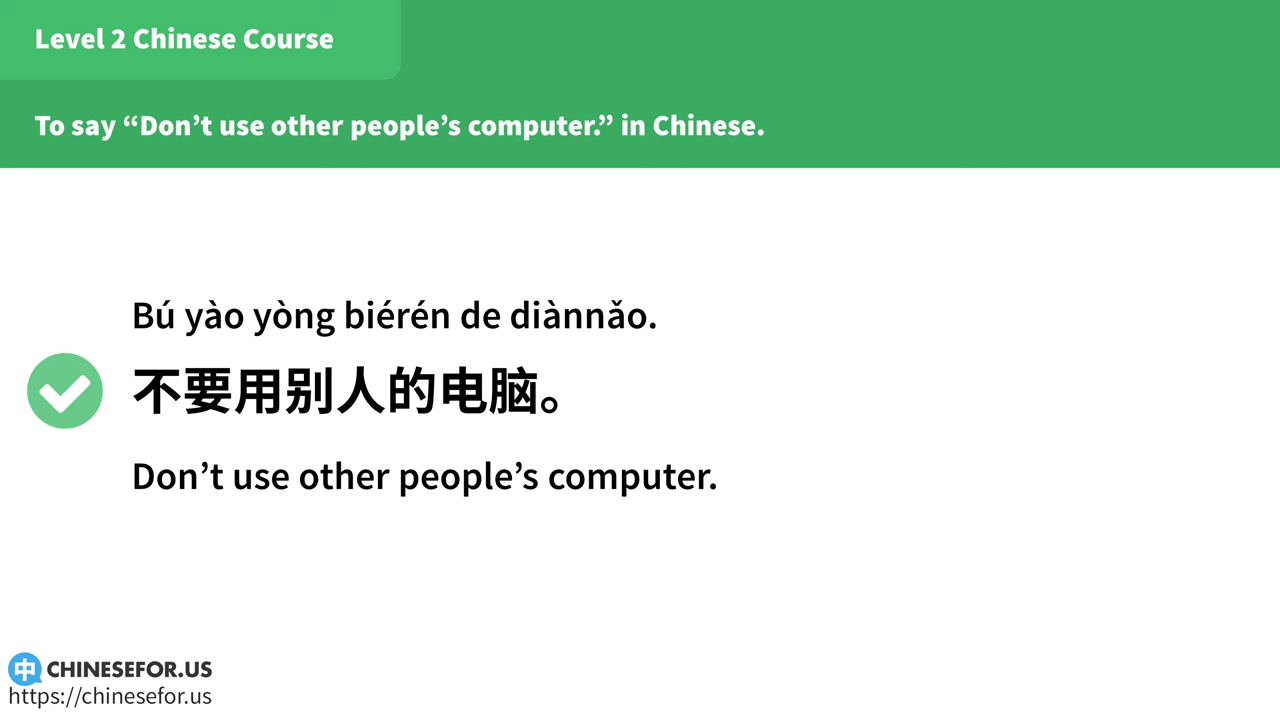 Level 2 Chinese Course
To say “Don’t use other people’s computer.” in Chinese.
Bú yào yòng biérén de diànnǎo.
不要用别人的电脑。
Don’t use other people’s computer.
中 CHINESEFOR.US
https://chinesefor.us